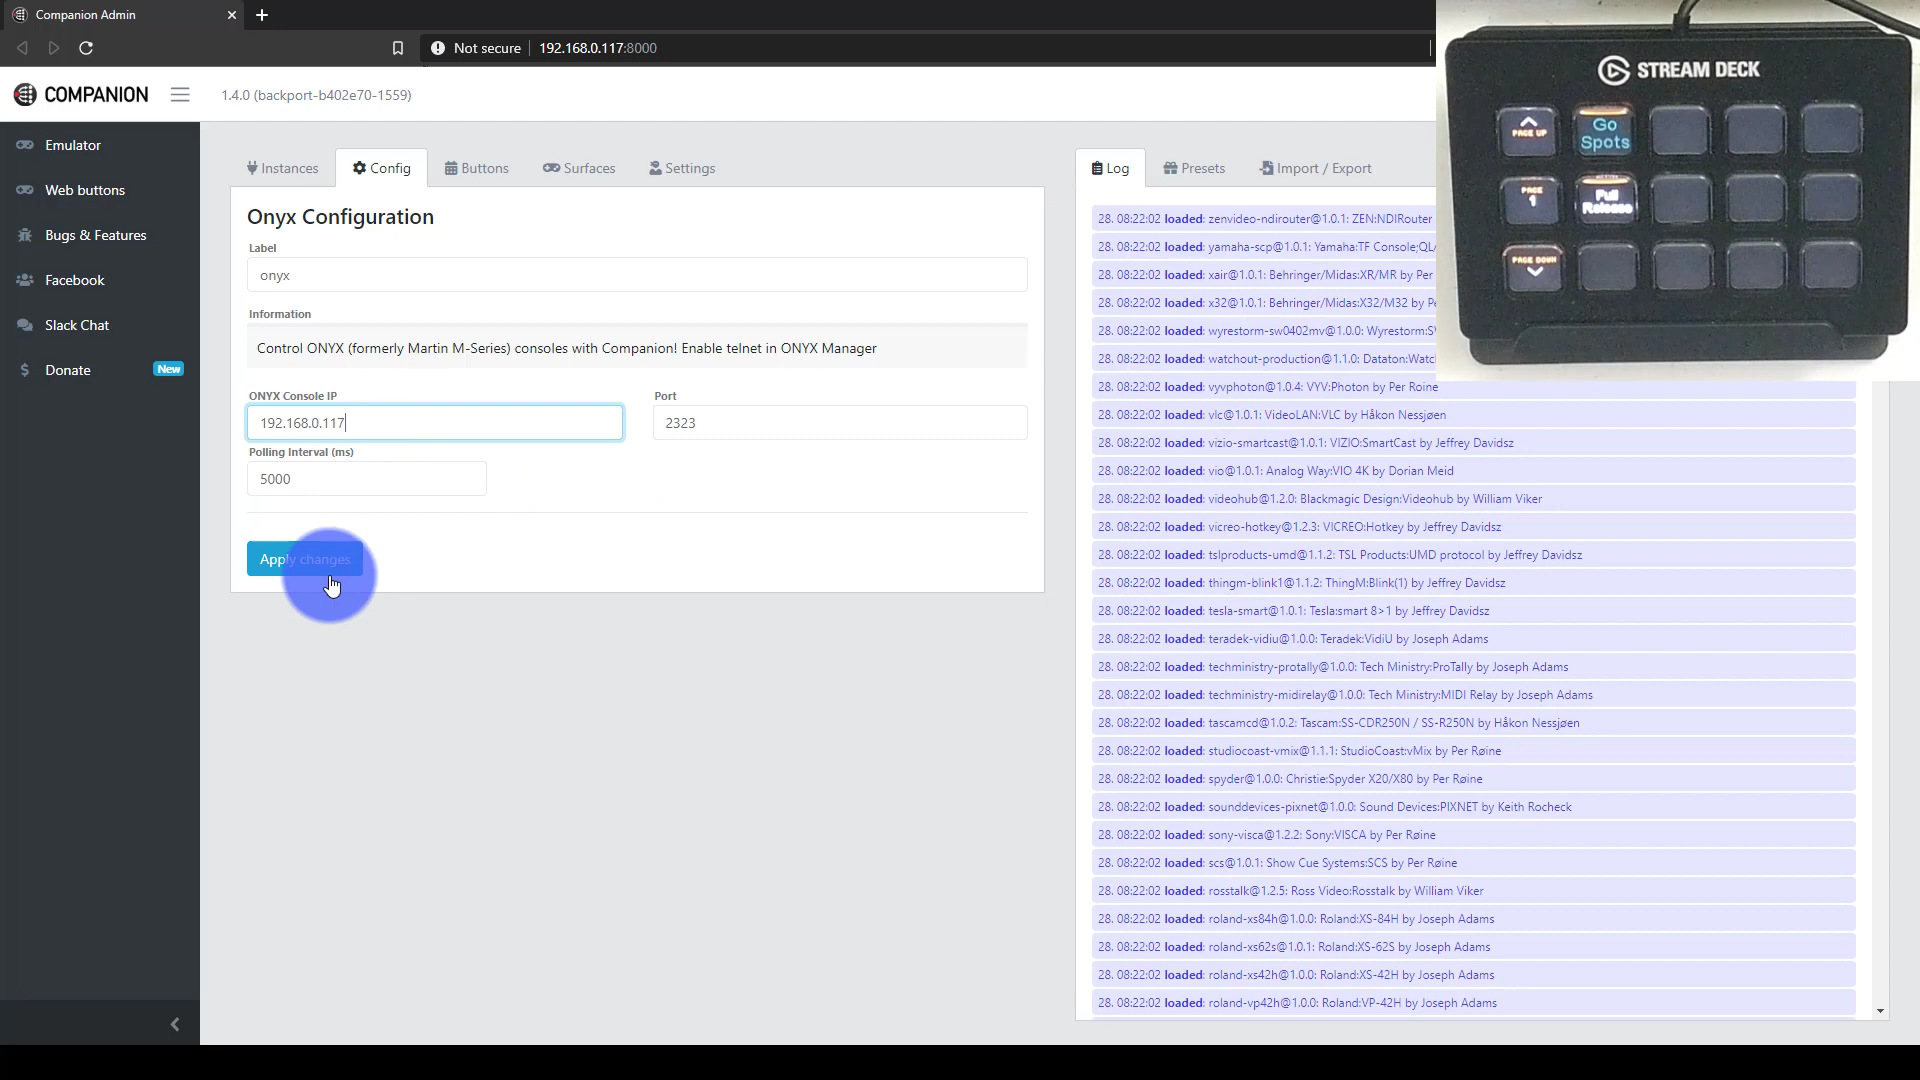 Companion Admin
Not secure
192.168.0.117:8000
COMPANION
1.4.0 (backport-b402e70-1559)
Emulator
Web buttons
Bugs & Features
Facebook
Slack Chat
Donate
New
Instances
Config
Buttons
Surfaces
Settings
Onyx Configuration
Label
onyx
Information
Control ONYX (formerly Martin M-Series) consoles with Companion! Enable telnet in ONYX Manager
ONYX Console IP
192.168.0.117
Port
2323
Polling Interval (ms)
5000
Apply changes
Log
Presets
Import / Export
28. 08:22:02 loaded: zenvideo-ndirouter@1.0.1: ZEN:NDIRouter
28. 08:22:02 loaded: yamaha-scp@1.0.1: Yamaha:TF Console;QL/
28. 08:22:02 loaded: xair@1.0.1: Behringer/Midas:XR/MR by Per
28. 08:22:02 loaded: x32@1.0.1: Behringer/Midas:X32/M32 by Pe
28. 08:22:02 loaded: wyrestorm-sw0402mv@1.0.0: Wyrestorm:S
28. 08:22:02 loaded: watchout-production@1.1.0: Dataton:Watc
28. 08:22:02 loaded: vyvphoton@1.0.4: VYV:Photon by Per Roine
28. 08:22:02 loaded: vlc@1.0.1: VideoLAN:VLC by Håkon Nessjøen
28. 08:22:02 loaded: vizio-smartcast@1.0.1: VIZIO:SmartCast by Jeffrey Davidsz
28. 08:22:02 loaded: vio@1.0.1: Analog Way:VIO 4K by Dorian Meid
28. 08:22:02 loaded: videohub@1.2.0: Blackmagic Design:Videohub by William Viker
28. 08:22:02 loaded: vicreo-hotkey@1.2.3: VICREO:Hotkey by Jeffrey Davidsz
28. 08:22:02 loaded: tslproducts-umd@1.1.2: TSL Products:UMD protocol by Jeffrey Davidsz
28. 08:22:02 loaded: thingm-blink1@1.1.2: ThingM:Blink(1) by Jeffrey Davidsz
28. 08:22:02 loaded: tesla-smart@1.0.1: Tesla:smart 8>1 by Jeffrey Davidsz
28. 08:22:02 loaded: teradek-vidiu@1.0.0: Teradek:VidiU by Joseph Adams
28. 08:22:02 loaded: techministry-protally@1.0.0: Tech Ministry:ProTally by Joseph Adams
28. 08:22:02 loaded: techministry-midirelay@1.0.0: Tech Ministry:MIDI Relay by Joseph Adams
28. 08:22:02 loaded: tascamcd@1.0.2: Tascam:SS-CDR250N / SS-R250N by Håkon Nessjøen
28. 08:22:02 loaded: studiocoast-vmix@1.1.1: StudioCoast:vMix by Per Røine
28. 08:22:02 loaded: spyder@1.0.0: Christie:Spyder X20/X80 by Per Røine
28. 08:22:02 loaded: sounddevices-pixnet@1.0.0: Sound Devices:PIXNET by Keith Rocheck
28. 08:22:02 loaded: sony-visca@1.2.2: Sony:VISCA by Per Røine
28. 08:22:02 loaded: scs@1.0.1: Show Cue Systems:SCS by Per Røine
28. 08:22:02 loaded: rosstalk@1.2.5: Ross Video:Rosstalk by William Viker
28. 08:22:02 loaded: roland-xs84h@1.0.0: Roland:XS-84H by Joseph Adams
28. 08:22:02 loaded: roland-xs62s@1.0.1: Roland:XS-62S by Joseph Adams
28. 08:22:02 loaded: roland-xs42h@1.0.0: Roland:XS-42H by Joseph Adams
28. 08:22:02 loaded: roland-vp42h@1.0.0: Roland:VP-42H by Joseph Adams
STREAM DECK
PAGE UP
Go
Spots
PAGE
1
Full
Release
PAGE DOWN